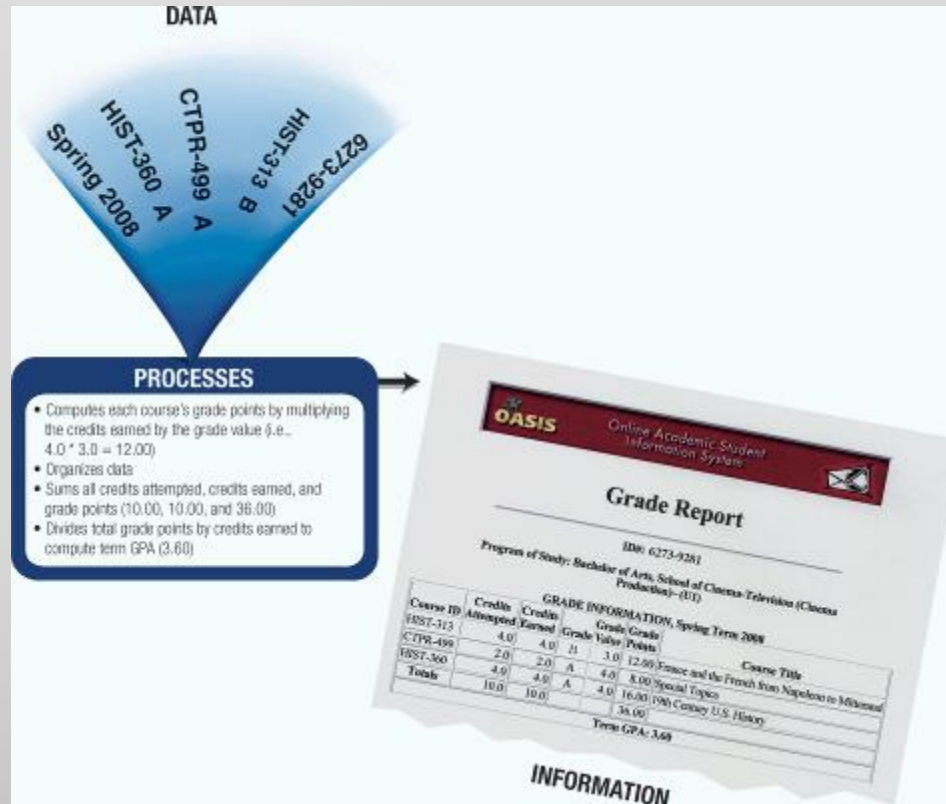 DATA
Spring 2008
HIST-360 A
CTPR-499 A
HIST-313 B
6273-9281
PROCESSES
• Computes each course's grade points by multiplying
the credits earned by the grade value (i.e.,
4.0 * 3.0 = 12.00)
• Organizes data
• Sums all credits attempted, credits earned, and
grade points (10.00, 10.00, and 36.00)
• Divides total grade points by credits earned to
compute term GPA (3.60)
OASIS
Online Academic Student
Information System
Grade Report
ID#: 6273-9281
Program of Study: Bachelor of Arts, School of Cinema-Television (Cinema
Production)-(U1)
GRADE INFORMATION, Spring Term 2008
Course ID Credits Attempted Credits Earned Grade Grade Value Grade Points Course Title
HIST-313 4.0 4.0 B 3.0 12.00 France and the French from Napoleon to Mitterand
CTPR-499 2.0 2.0 A 4.0 8.00 Special Topics
HIST-360 4.0 4.0 A 4.0 16.00 19th Century U.S. History
Totals 10.0 10.0 36.00
Term GPA: 3.60
INFORMATION